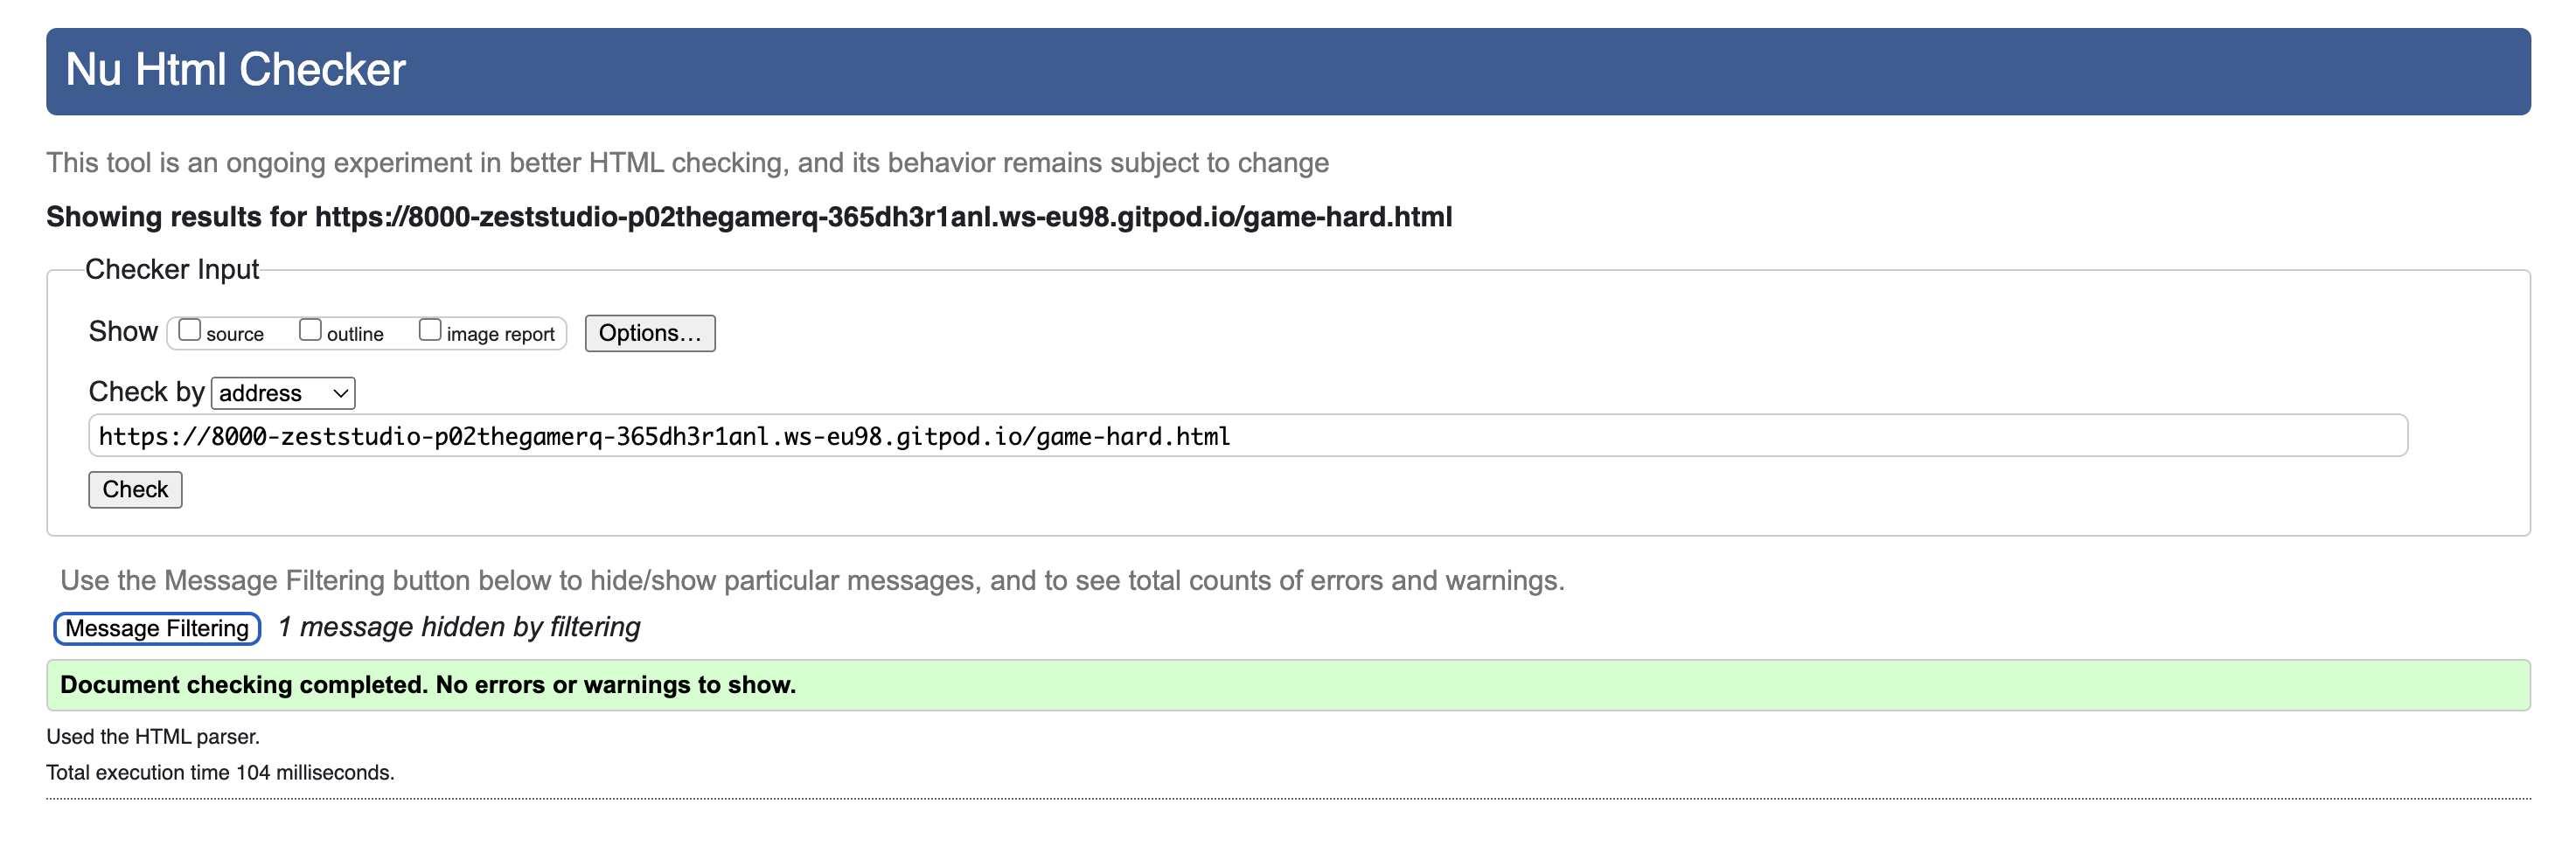 Nu Html Checker
This tool is an ongoing experiment in better HTML checking, and its behavior remains subject to change
Showing results for https://8000-zeststudio-p02thegamerq-365dh3r1anl.ws-eu98.gitpod.io/game-hard.html
Checker Input
Show source outline image report Options...
Check by address
https://8000-zeststudio-p02thegamerq-365dh3r1anl.ws-eu98.gitpod.io/game-hard.html
Check
Use the Message Filtering button below to hide/show particular messages, and to see total counts of errors and warnings.
Message Filtering 1 message hidden by filtering
Document checking completed. No errors or warnings to show.
Used the HTML parser.
Total execution time 104 milliseconds.